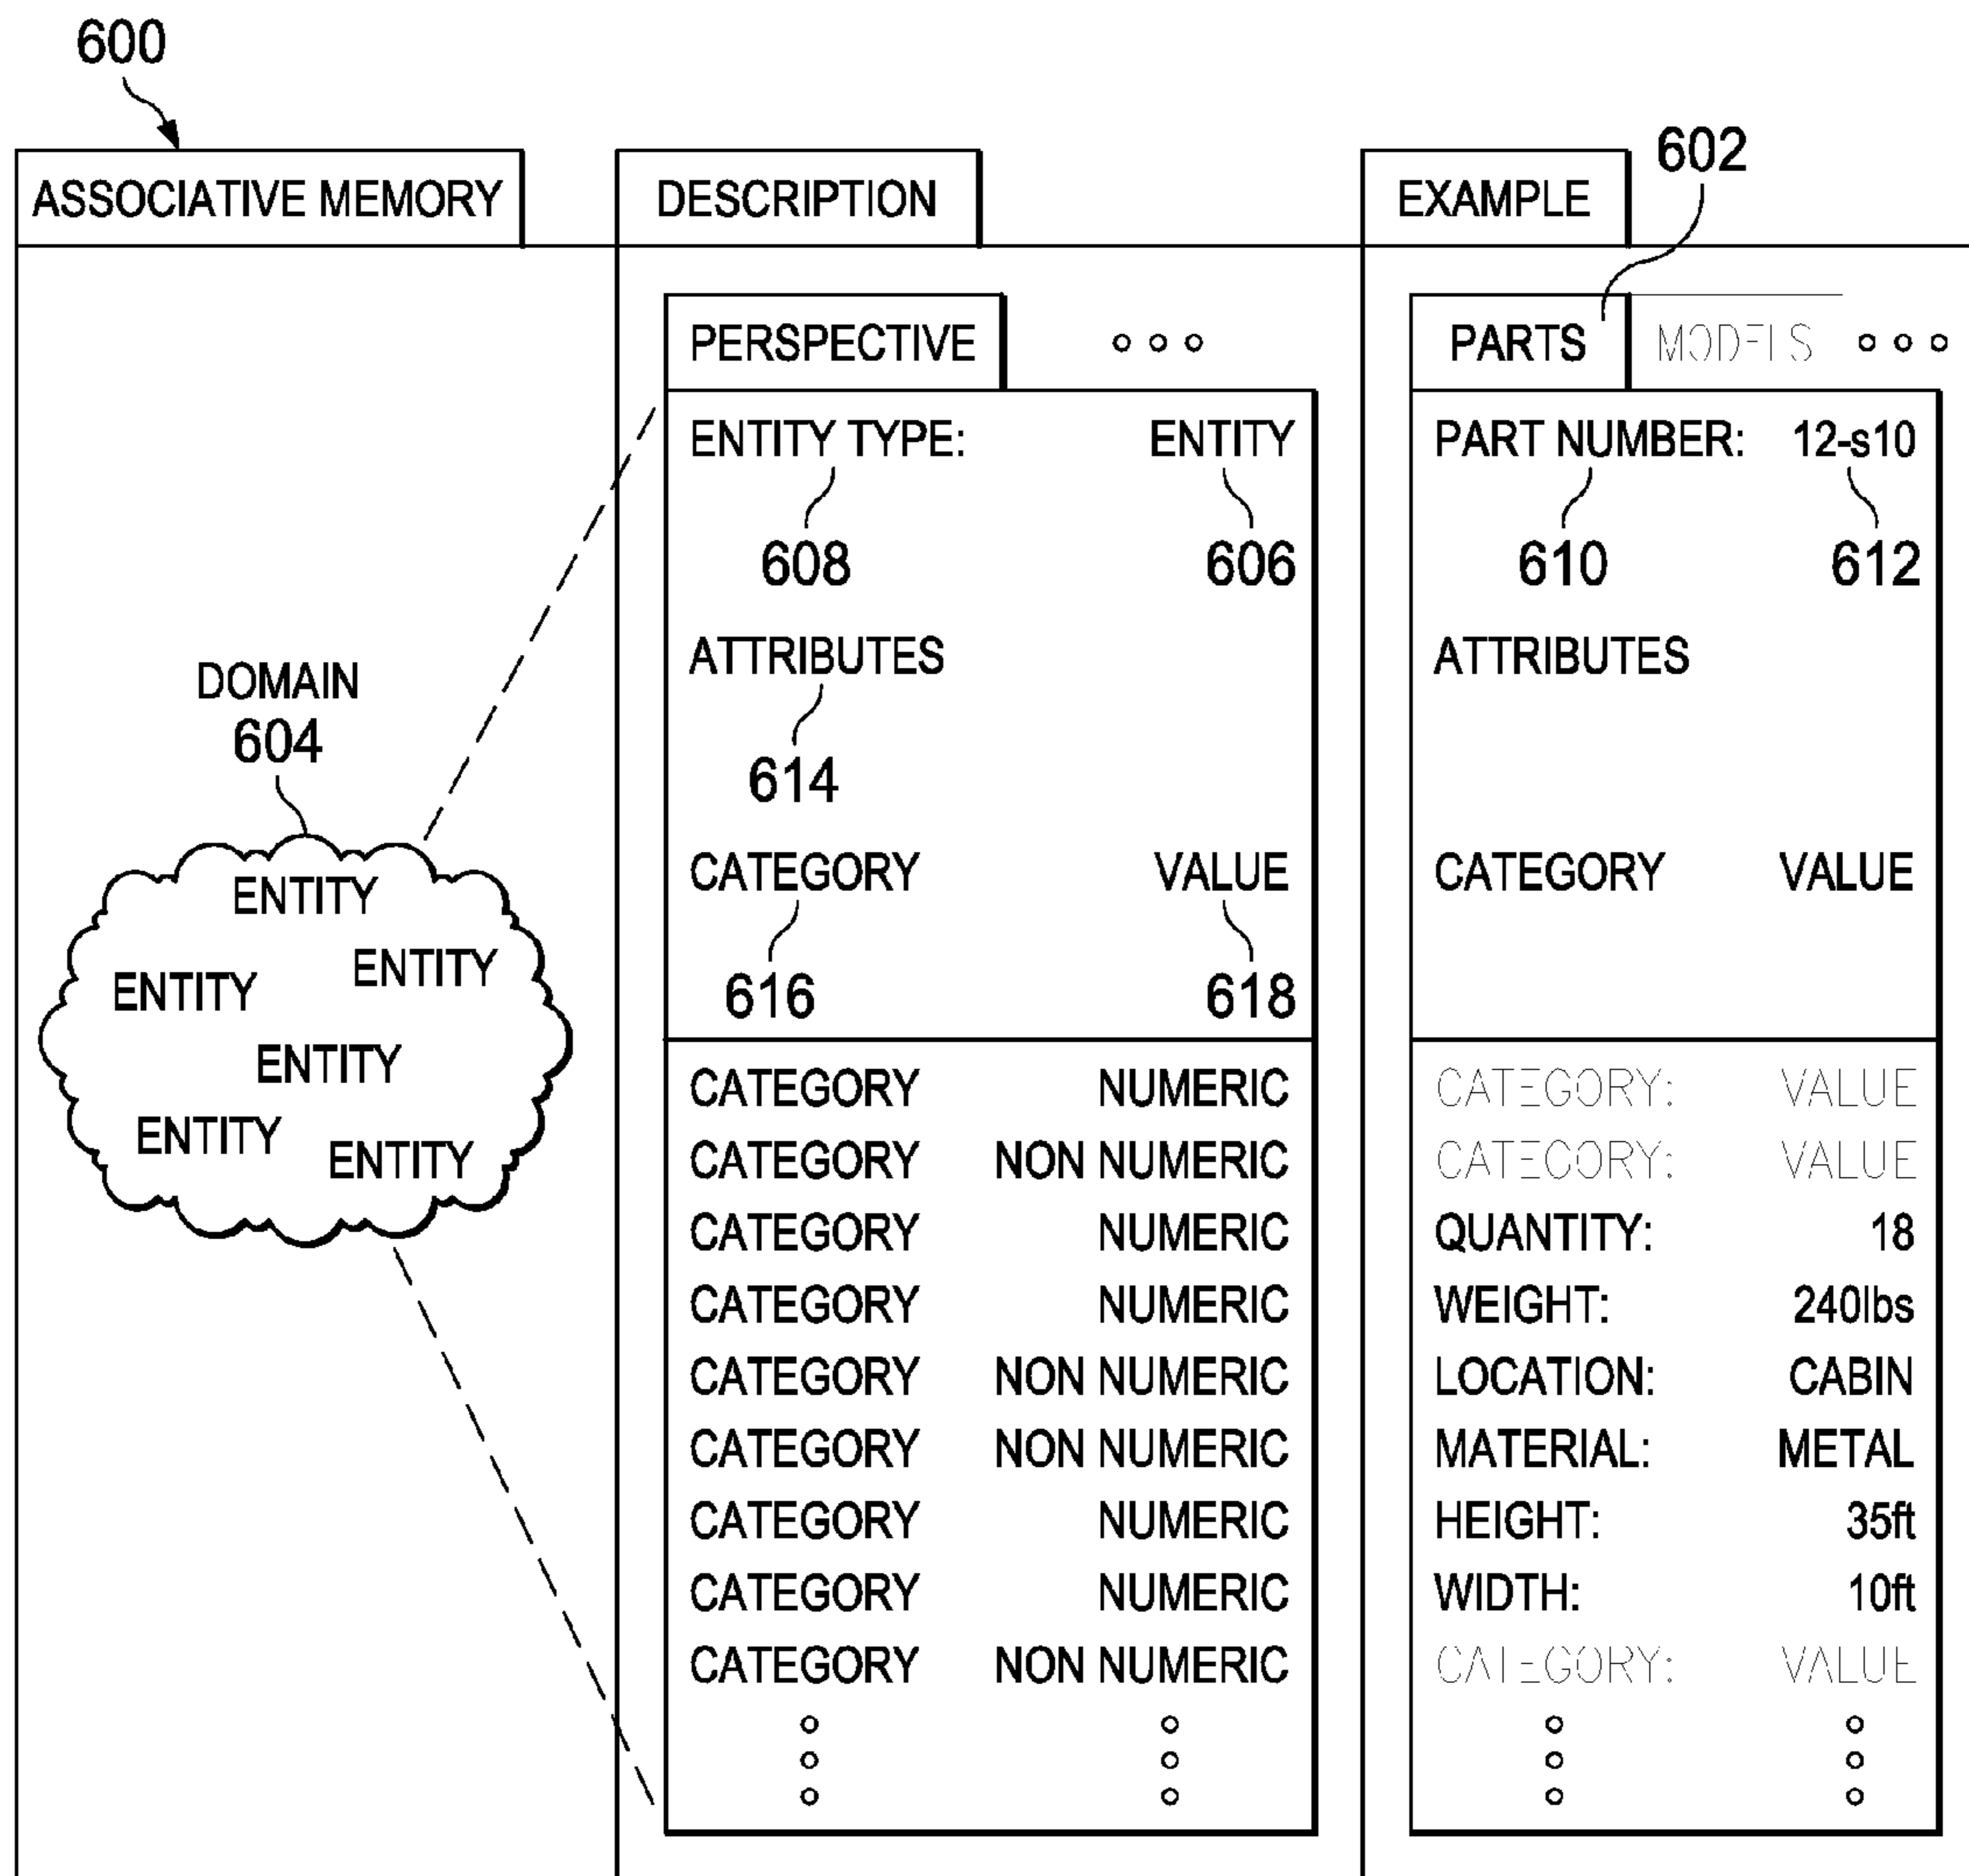 600
602
ASSOCIATIVE MEMORY
DOMAIN
604
ENTITY
ENTITY
ENTITY
ENTITY
ENTITY
ENTITY
DESCRIPTION
PERSPECTIVE
ENTITY TYPE: ENTITY
608 606
ATTRIBUTES
614
CATEGORY VALUE
616 618
CATEGORY NUMERIC
CATEGORY NON NUMERIC
CATEGORY NUMERIC
CATEGORY NUMERIC
CATEGORY NON NUMERIC
CATEGORY NON NUMERIC
CATEGORY NUMERIC
CATEGORY NUMERIC
CATEGORY NON NUMERIC
EXAMPLE
PARTS MODELS
PART NUMBER: 12-s10
610 612
ATTRIBUTES
CATEGORY VALUE
CATEGORY: VALUE
CATEGORY: VALUE
QUANTITY: 18
WEIGHT: 240lbs
LOCATION: CABIN
MATERIAL: METAL
HEIGHT: 35ft
WIDTH: 10ft
CATEGORY: VALUE